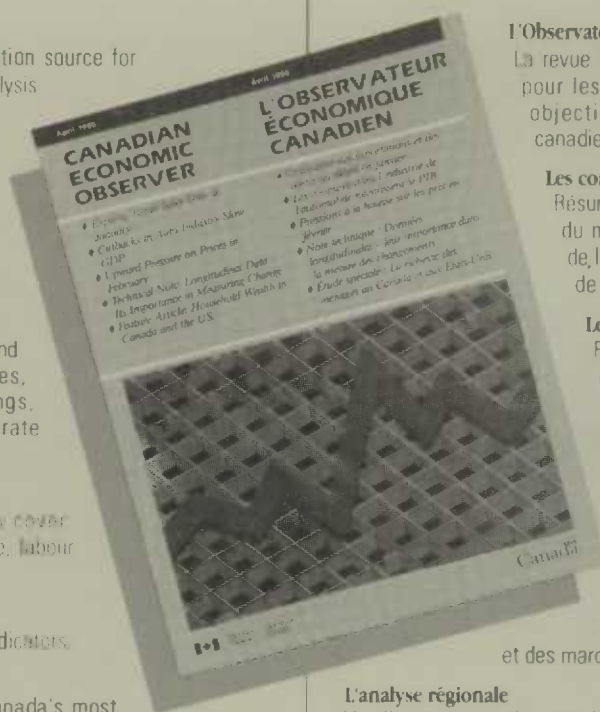 tion source for
lysis
nd
es,
ngs,
rate
cover
e, labour
dicators,
nada's most
April 1990
CANADIAN
ECONOMIC
OBSERVER
♦ Cutbacks in Auto Industry Slow
GDP
♦ Upward Pressure on Prices in
February
♦ Technical Note: Longitudinal Data
Its Importance in Measuring Change
♦ Feature Article: Household Wealth in
Canada and the U.S.
Avril 1990
L'OBSERVATEUR
ÉCONOMIQUE
CANADIEN
♦ Pressions à la hausse sur les prix en
février
♦ Note technique : Données
longitudinales - leur importance dans
la mesure des changements
♦ Étude spéciale : La richesse des
ménages au Canada et aux États-Unis
Canada
l'Observate
La revue
pour les
objecti
canadie
Les co
Résum
du m
de l
de
Le
et des marc
L'analyse régionale